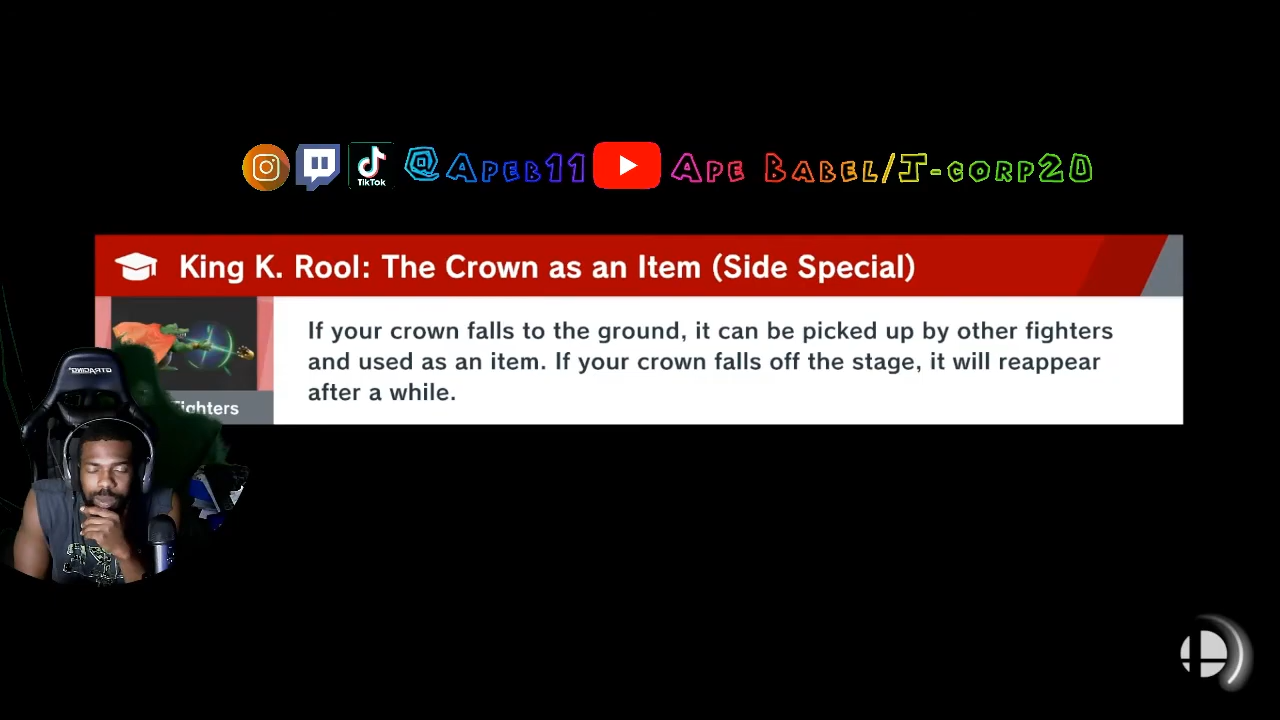 TikTok
@Apeb11 Ape Babel/J-corp20
King K. Rool: The Crown as an Item (Side Special)
If your crown falls to the ground, it can be picked up by other fighters
and used as an item. If your crown falls off the stage, it will reappear
after a while.
Fighters